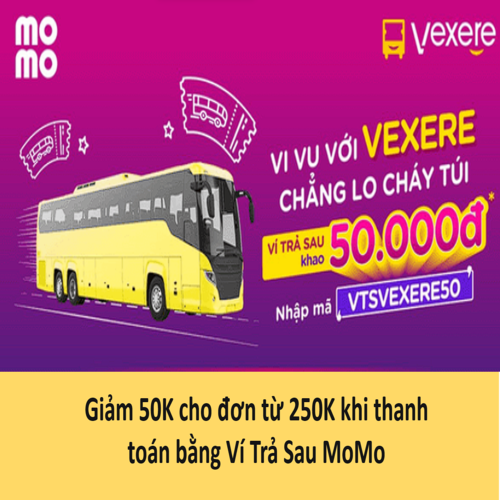 mo
mo
Vexere
VI VU VỚI VEXERE
CHẲNG LO CHÁY TÚI
VÍ TRẢ SAU
khao
50.000đ*
Nhập mã VTSVEXERE50
Giảm 50K cho đơn từ 250K khi thanh
toán bằng Ví Trả Sau MoMo